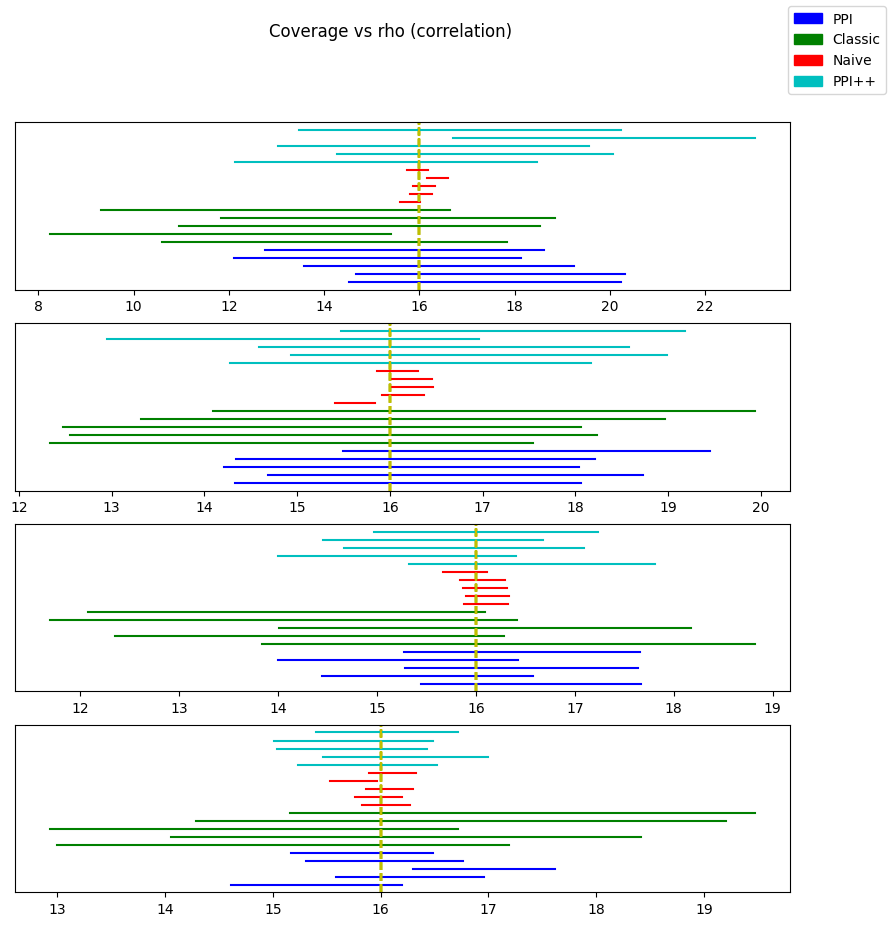 Coverage vs rho (correlation)
PPI
Classic
Naive
PPI++
8 10 12 14 16 18 20 22
12 13 14 15 16 17 18 19 20
12 13 14 15 16 17 18 19
13 14 15 16 17 18 19